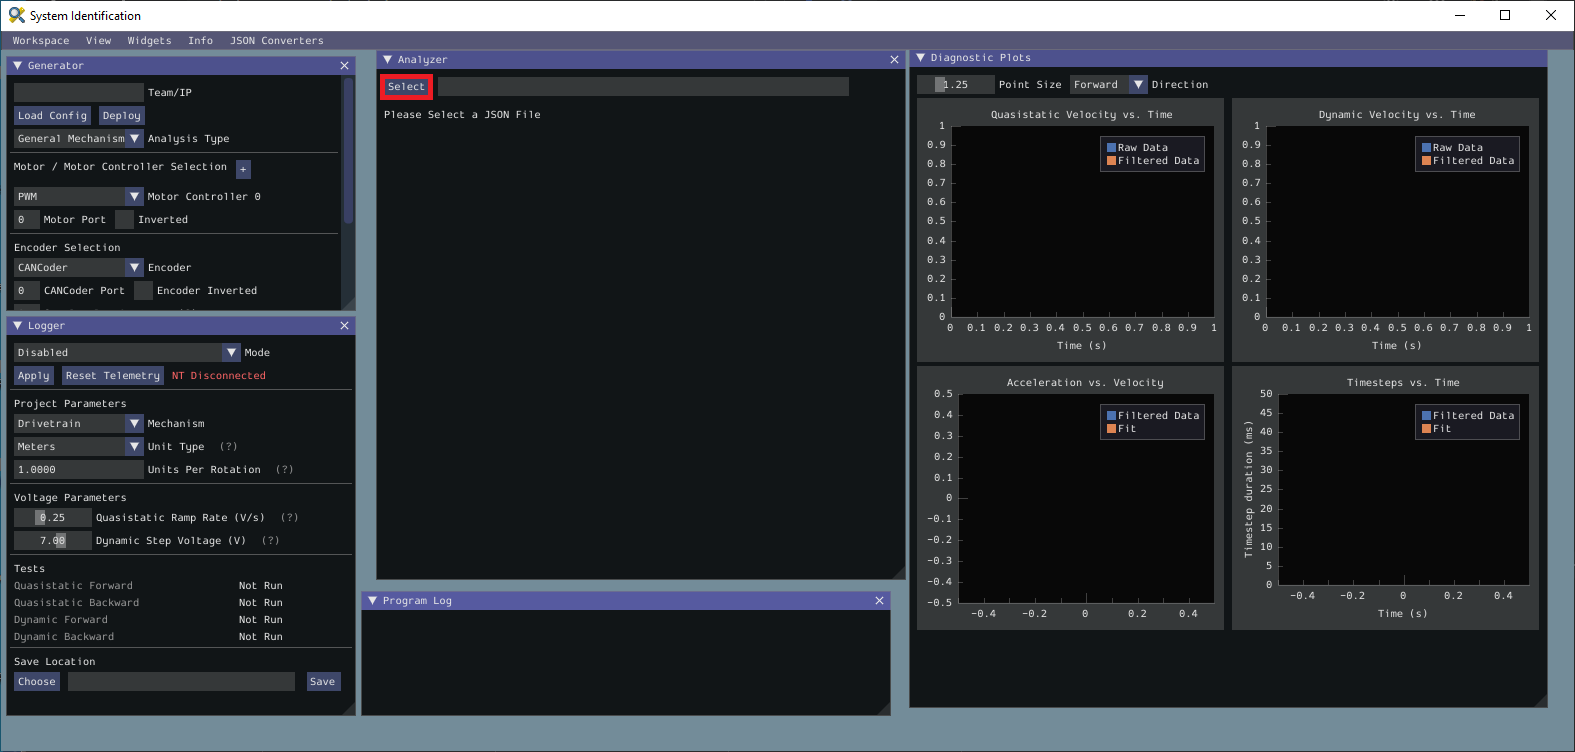 System Identification
Workspace View Widgets Info JSON Converters
Generator
Team/IP
Load Config Deploy
General Mechanism Analysis Type
Motor / Motor Controller Selection +
PWM Motor Controller 0
0 Motor Port Inverted
Encoder Selection
CANCoder Encoder
0 CANCoder Port Encoder Inverted
Logger
Disabled Mode
Apply Reset Telemetry NT Disconnected
Project Parameters
Drivetrain Mechanism
Meters Unit Type (?)
1.0000 Units Per Rotation (?)
Voltage Parameters
0.25 Quasistatic Ramp Rate (V/s) (?)
7.00 Dynamic Step Voltage (V) (?)
Tests
Quasistatic Forward Not Run
Quasistatic Backward Not Run
Dynamic Forward Not Run
Dynamic Backward Not Run
Save Location
Choose Save
Analyzer
Select
Please Select a JSON File
Program Log
Diagnostic Plots
1.25 Point Size Forward Direction
Quasistatic Velocity vs. Time
1
0.9
0.8
0.7
0.6
0.5
0.4
0.3
0.2
0.1
0
Raw Data
Filtered Data
0 0.1 0.2 0.3 0.4 0.5 0.6 0.7 0.8 0.9 1
Time (s)
Dynamic Velocity vs. Time
1
0.9
0.8
0.7
0.6
0.5
0.4
0.3
0.2
0.1
0
Raw Data
Filtered Data
0 0.1 0.2 0.3 0.4 0.5 0.6 0.7 0.8 0.9 1
Time (s)
Acceleration vs. Velocity
0.5
0.4
0.3
0.2
0.1
0
-0.1
-0.2
-0.3
-0.4
-0.5
Filtered Data
Fit
-0.4 -0.2 0 0.2 0.4
Timesteps vs. Time
Timestep duration (ms)
50
45
40
35
30
25
20
15
10
5
0
Filtered Data
Fit
-0.4 -0.2 0 0.2 0.4
Time (s)